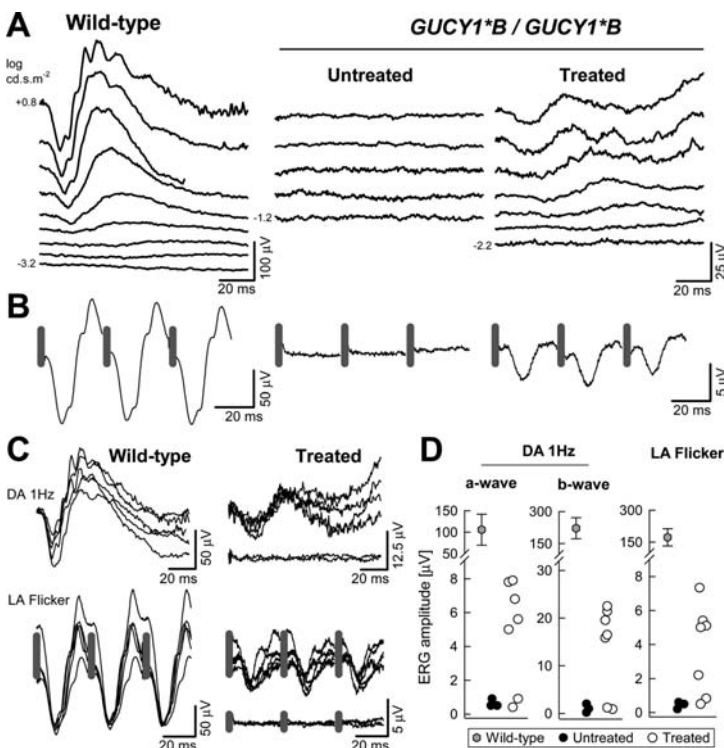 A
Wild-type
GUCY1*B / GUCY1*B
Untreated
Treated
log
cd.s.m-2
+0.8
-1.2
-3.2
-2.2
100 µV
20 ms
25 µV
20 ms
B
50 µV
20 ms
5 µV
20 ms
C
Wild-type
Treated
DA 1Hz
50 µV
20 ms
12.5 µV
20 ms
LA Flicker
50 µV
20 ms
5 µV
20 ms
D
DA 1Hz
LA Flicker
a-wave
b-wave
ERG amplitude [µV]
150
100
50
8
6
4
2
0
300
150
30
20
10
0
300
150
8
6
4
2
0
Wild-type Untreated Treated